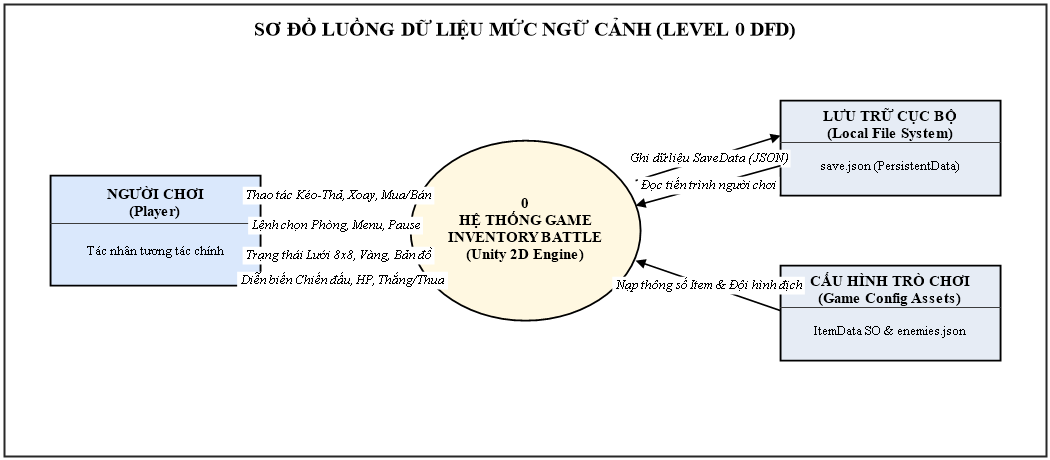 SƠ ĐỒ LUỒNG DỮ LIỆU MỨC NGỮ CẢNH (LEVEL 0 DFD)
NGƯỜI CHƠI
(Player)
Tác nhân tương tác chính
Thao tác Kéo-Thả, Xoay, Mua/Bán
Lệnh chọn Phòng, Menu, Pause
Trạng thái Lưới 8x8, Vàng, Bản đồ
Diễn biến Chiến đấu, HP, Thắng/Thua
0
HỆ THỐNG GAME
INVENTORY BATTLE
(Unity 2D Engine)
Ghi dữ liệu SaveData (JSON)
Đọc tiến trình người chơi
Nạp thông số Item & Đội hình địch
LƯU TRỮ CỤC BỘ
(Local File System)
save.json (PersistentData)
CẤU HÌNH TRÒ CHƠI
(Game Config Assets)
ItemData SO & enemies.json